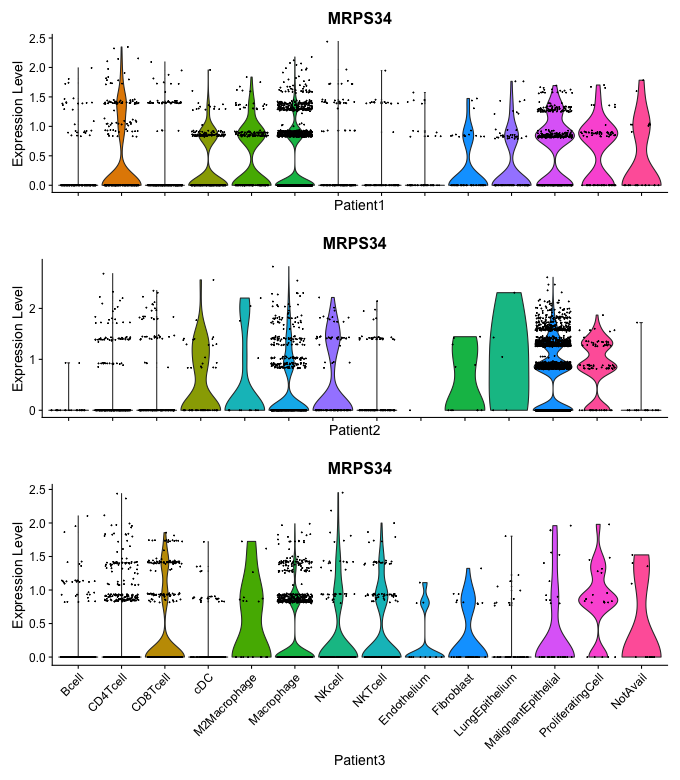 MRPS34
Expression Level
2.5
2.0
1.5
1.0
0.5
0.0
Patient1
MRPS34
Expression Level
2
1
0
Patient2
MRPS34
Expression Level
2.5
2.0
1.5
1.0
0.5
0.0
Bcell
CD4Tcell
CD8Tcell
cDC
M2Macrophage
Macrophage
NKcell
NKTcell
Endothelium
Fibroblast
LungEpithelium
MalignantEpithelial
ProliferatingCell
NotAvail
Patient3